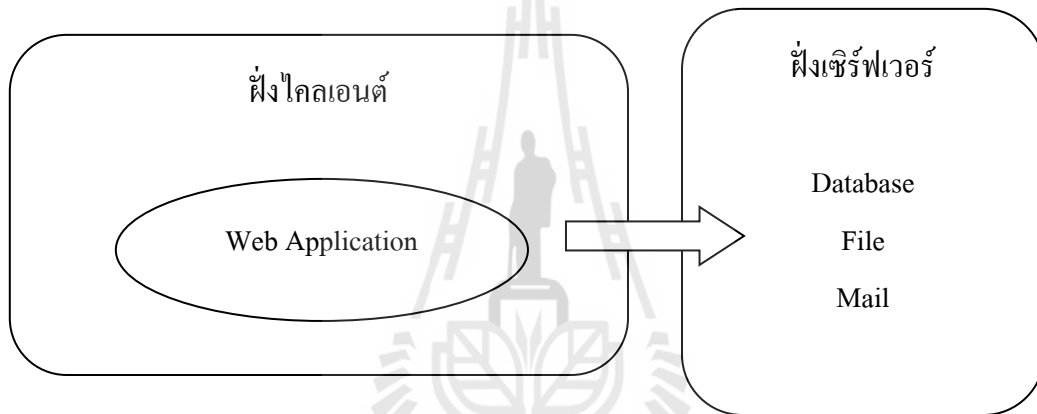 ฝั่งไคลเอนต์
Web Application
ฝั่งเซิร์ฟเวอร์
Database
File
Mail